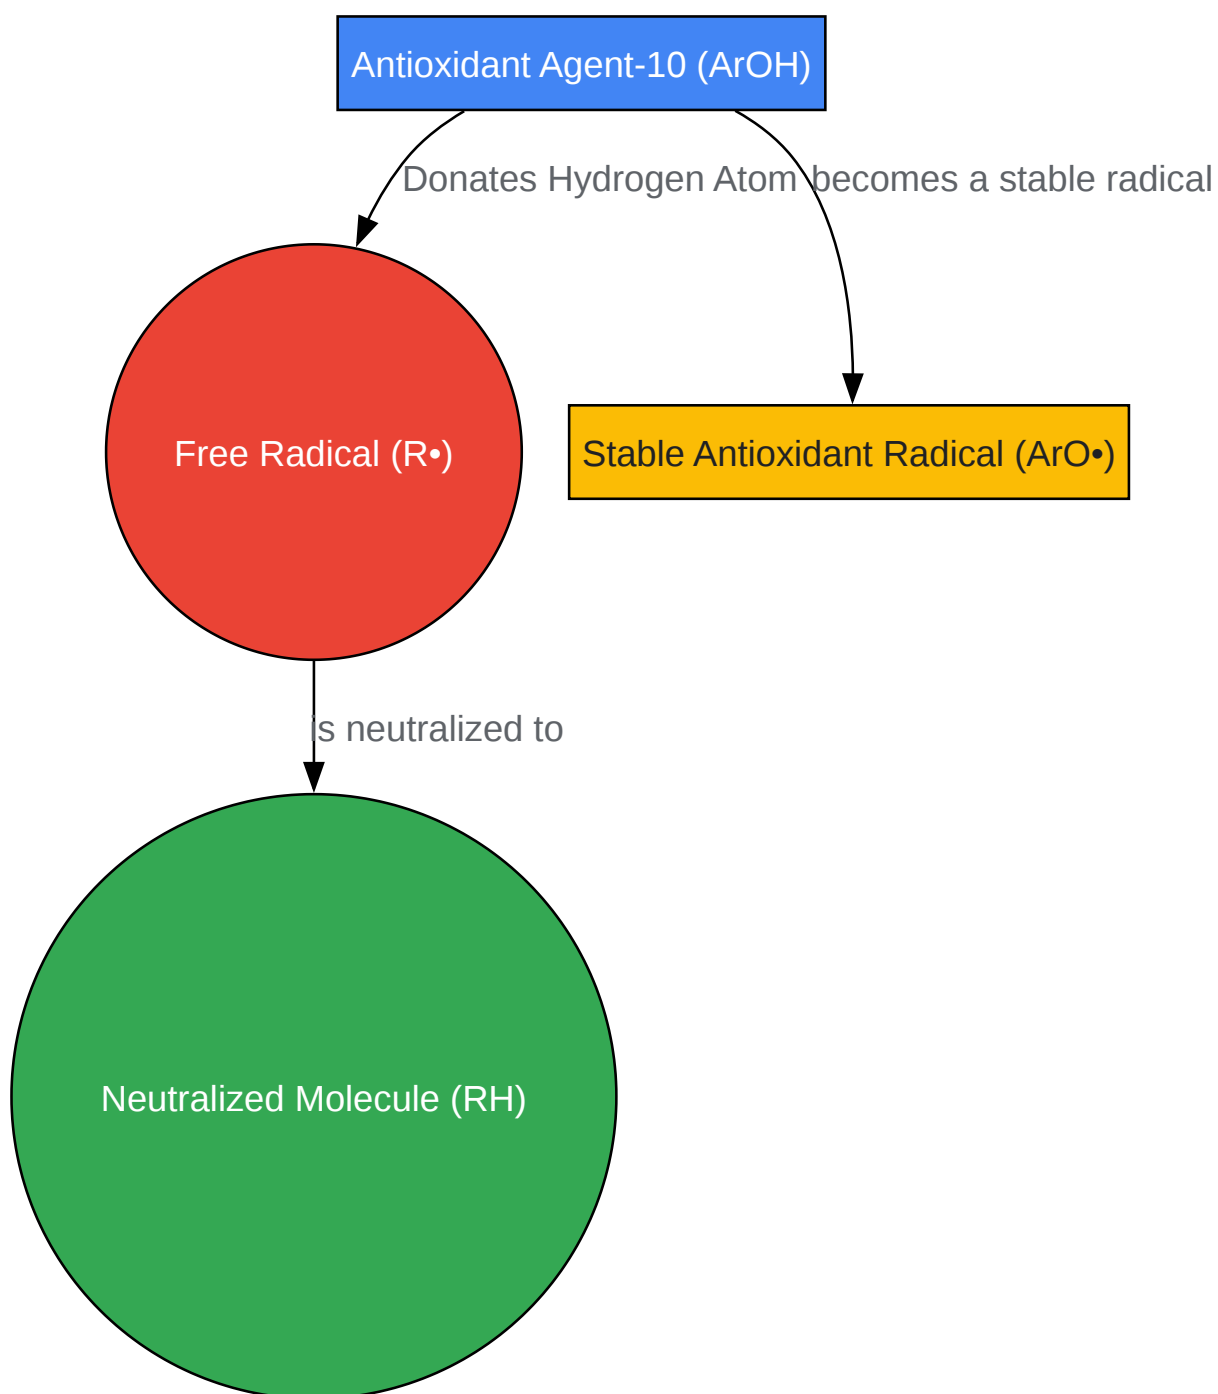 Antioxidant Agent-10 (ArOH)
Donates Hydrogen Atom
becomes a stable radical
Free Radical (R•)
Stable Antioxidant Radical (ArO•)
is neutralized to
Neutralized Molecule (RH)